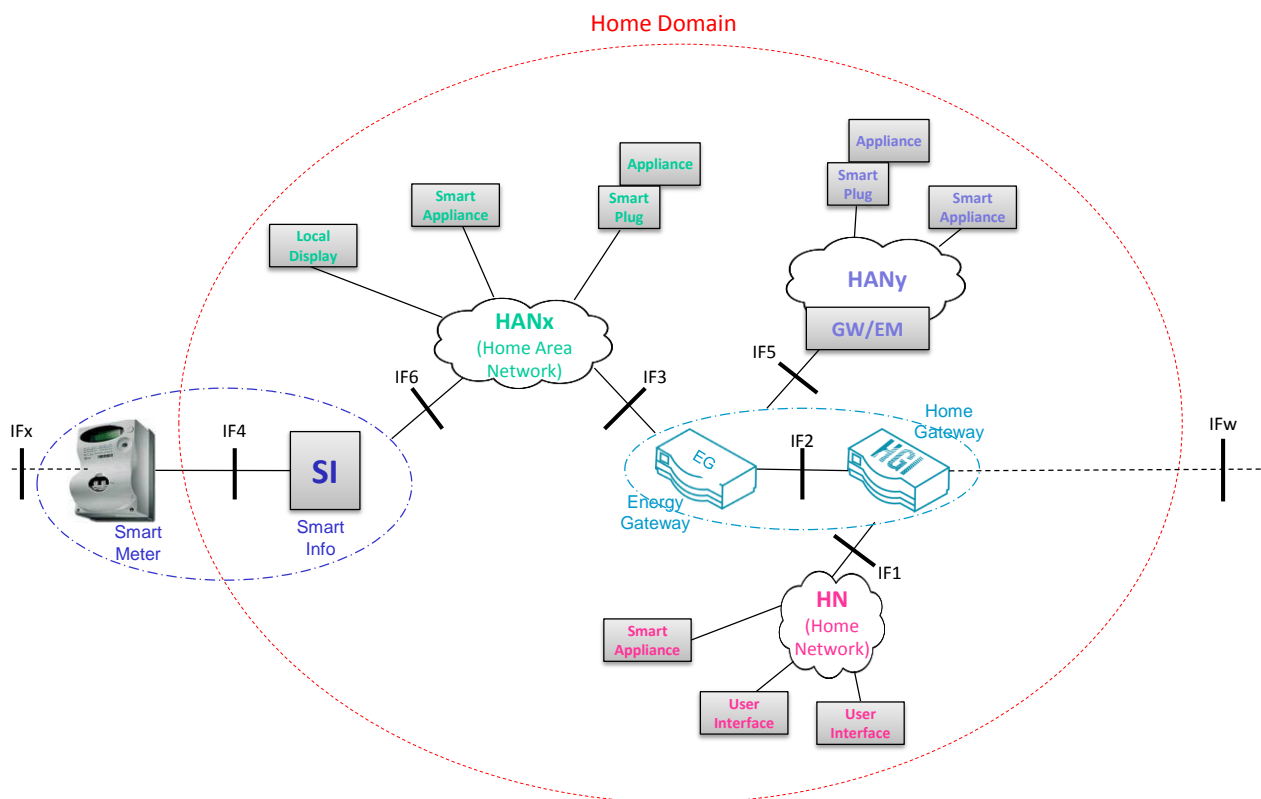 Home Domain
Appliance
Smart
Plug
Smart
Appliance
HANy
GW/EM
IF5
Appliance
Smart
Plug
Smart
Appliance
Local
Display
HANx
(Home Area
Network)
IF6
IF3
IFx
IF4
SI
Smart
Meter
Smart
Info
EG
Energy
Gateway
IF2
HGI
Home
Gateway
IFw
IF1
HN
(Home
Network)
Smart
Appliance
User
Interface
User
Interface